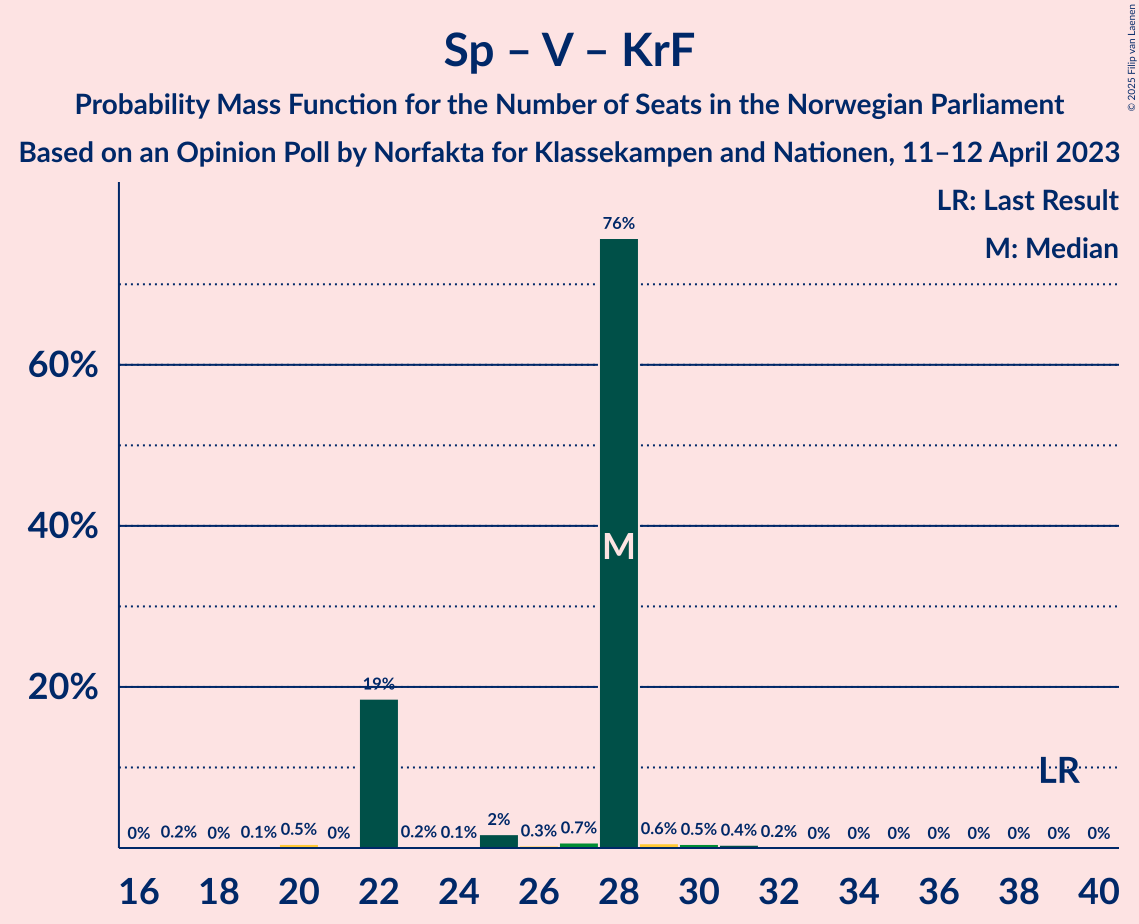 Sp – V – KrF
Probability Mass Function for the Number of Seats in the Norwegian Parliament
Based on an Opinion Poll by Norfakta for Klassekampen and Nationen, 11–12 April 2023
© 2025 Filip van Laenen
LR: Last Result
M: Median
76%
60%
40%
M
20%
19%
LR
0% 0.2% 0% 0.1% 0.5% 0% 0.2% 0.1% 2% 0.3% 0.7% 0.6% 0.5% 0.4% 0.2% 0% 0% 0% 0% 0% 0% 0% 0%
16 18 20 22 24 26 28 30 32 34 36 38 40